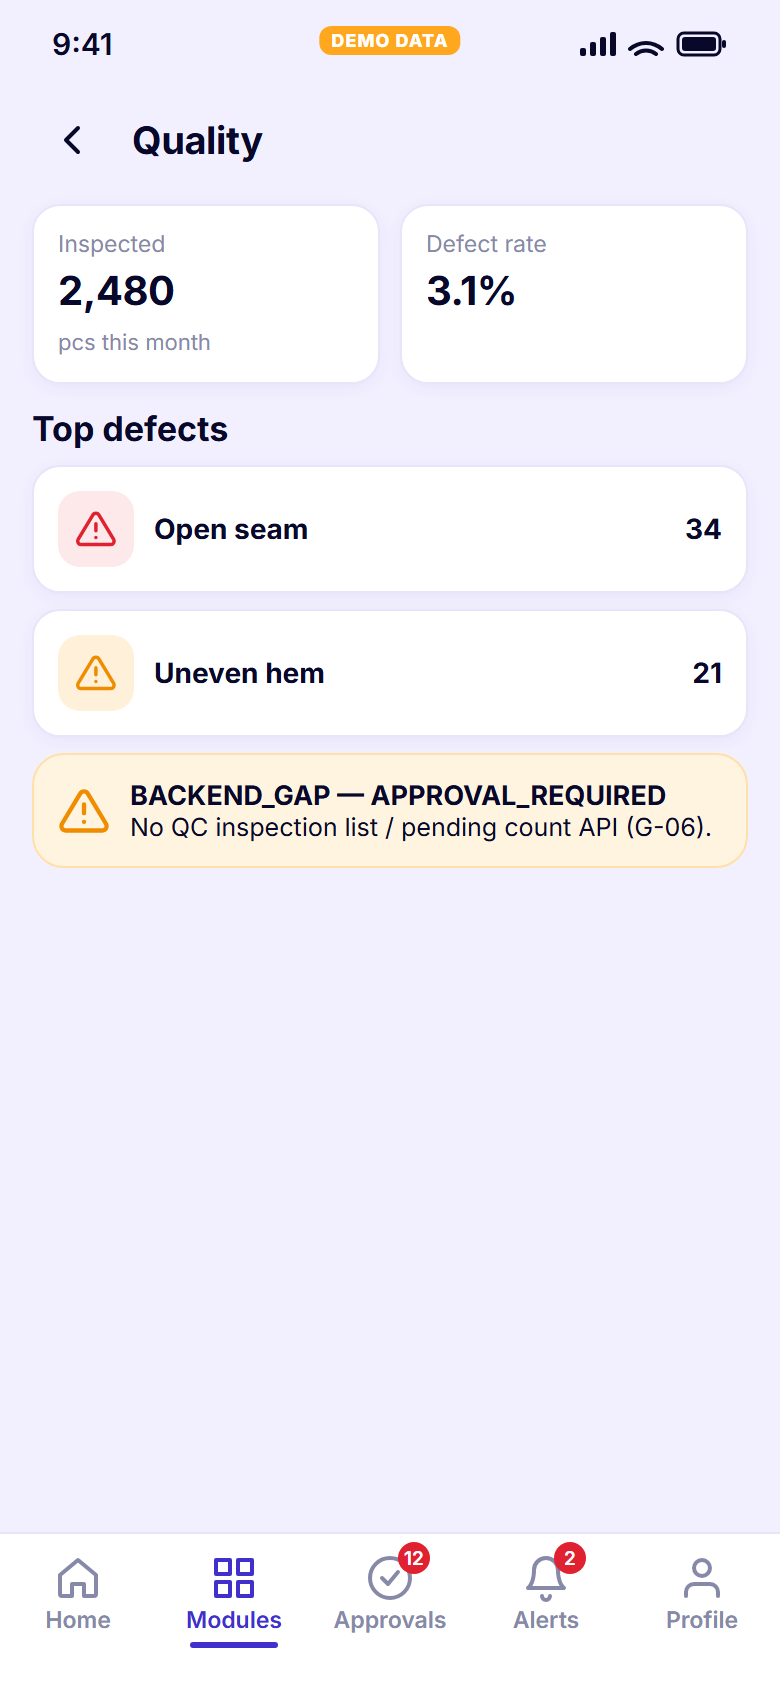 9:41
DEMO DATA
Quality
Inspected
2,480
pcs this month
Defect rate
3.1%
Top defects
Open seam
34
Uneven hem
21
BACKEND_GAP — APPROVAL_REQUIRED
No QC inspection list / pending count API (G-06).
Home
Modules
12
Approvals
2
Alerts
Profile